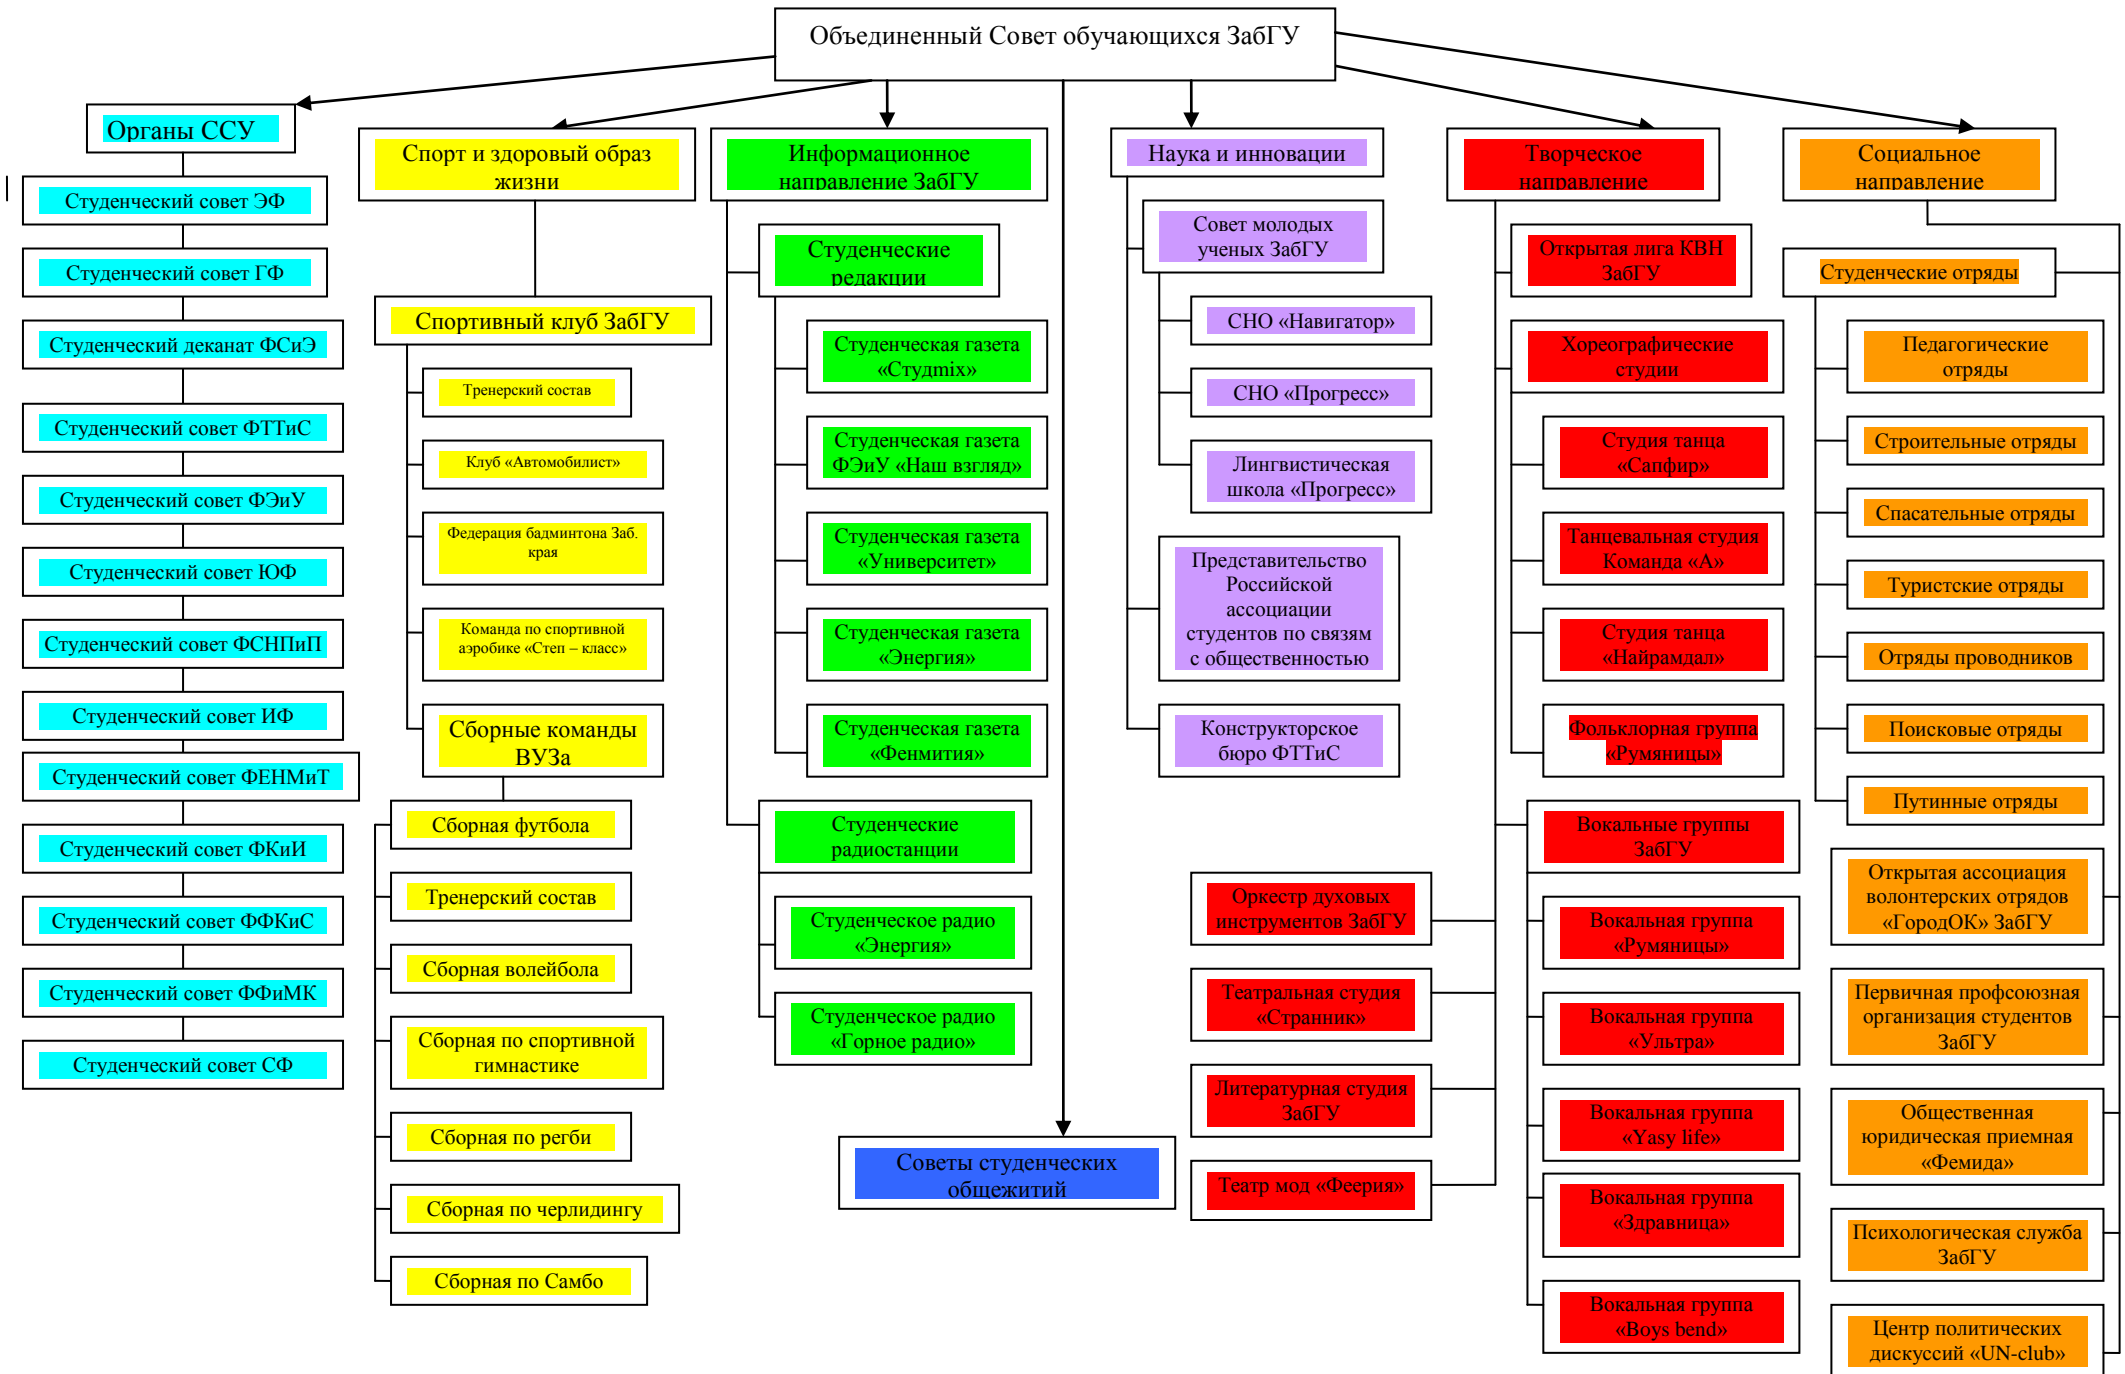 Объединенный Совет обучающихся ЗабГУ
Органы ССУ
Студенческий совет ЭФ
Студенческий совет ГФ
Студенческий деканат ФСиЭ
Студенческий совет ФТТиС
Студенческий совет ФЭиУ
Студенческий совет ЮФ
Студенческий совет ФСНПиП
Студенческий совет ИФ
Студенческий совет ФЕНМиТ
Студенческий совет ФКиИ
Студенческий совет ФФКиС
Студенческий совет ФФиМК
Студенческий совет СФ
Спорт и здоровый образ
жизни
Спортивный клуб ЗабГУ
Тренерский состав
Клуб «Автомобилист»
Федерация бадминтона Заб.
края
Команда по спортивной
аэробике «Степ – класс»
Сборные команды
ВУЗа
Сборная футбола
Тренерский состав
Сборная волейбола
Сборная по спортивной
гимнастике
Сборная по регби
Сборная по черлидингу
Сборная по Самбо
Информационное
направление ЗабГУ
Студенческие
редакции
Студенческая газета
«Студmix»
Студенческая газета
ФЭиУ «Наш взгляд»
Студенческая газета
«Университет»
Студенческая газета
«Энергия»
Студенческая газета
«Фенмития»
Студенческие
радиостанции
Студенческое радио
«Энергия»
Студенческое радио
«Горное радио»
Советы студенческих
общежитий
Наука и инновации
Совет молодых
ученых ЗабГУ
СНО «Навигатор»
СНО «Прогресс»
Лингвистическая
школа «Прогресс»
Представительство
Российской
ассоциации
студентов по связям
с общественностью
Конструкторское
бюро ФТТиС
Творческое
направление
Открытая лига КВН
ЗабГУ
Хореографические
студии
Студия танца
«Сапфир»
Танцевальная студия
Команда «А»
Студия танца
«Найрамдал»
Фольклорная группа
«Румяницы»
Вокальные группы
ЗабГУ
Вокальная группа
«Румяницы»
Вокальная группа
«Ультра»
Вокальная группа
«Yasy life»
Вокальная группа
«Здравница»
Вокальная группа
«Boys bend»
Оркестр духовых
инструментов ЗабГУ
Театральная студия
«Странник»
Литературная студия
ЗабГУ
Театр мод «Феерия»
Социальное
направление
Студенческие отряды
Педагогические
отряды
Строительные отряды
Спасательные отряды
Туристские отряды
Отряды проводников
Поисковые отряды
Путинные отряды
Открытая ассоциация
волонтерских отрядов
«ГородОК» ЗабГУ
Первичная профсоюзная
организация студентов
ЗабГУ
Общественная
юридическая приемная
«Фемида»
Психологическая служба
ЗабГУ
Центр политических
дискуссий «UN-club»